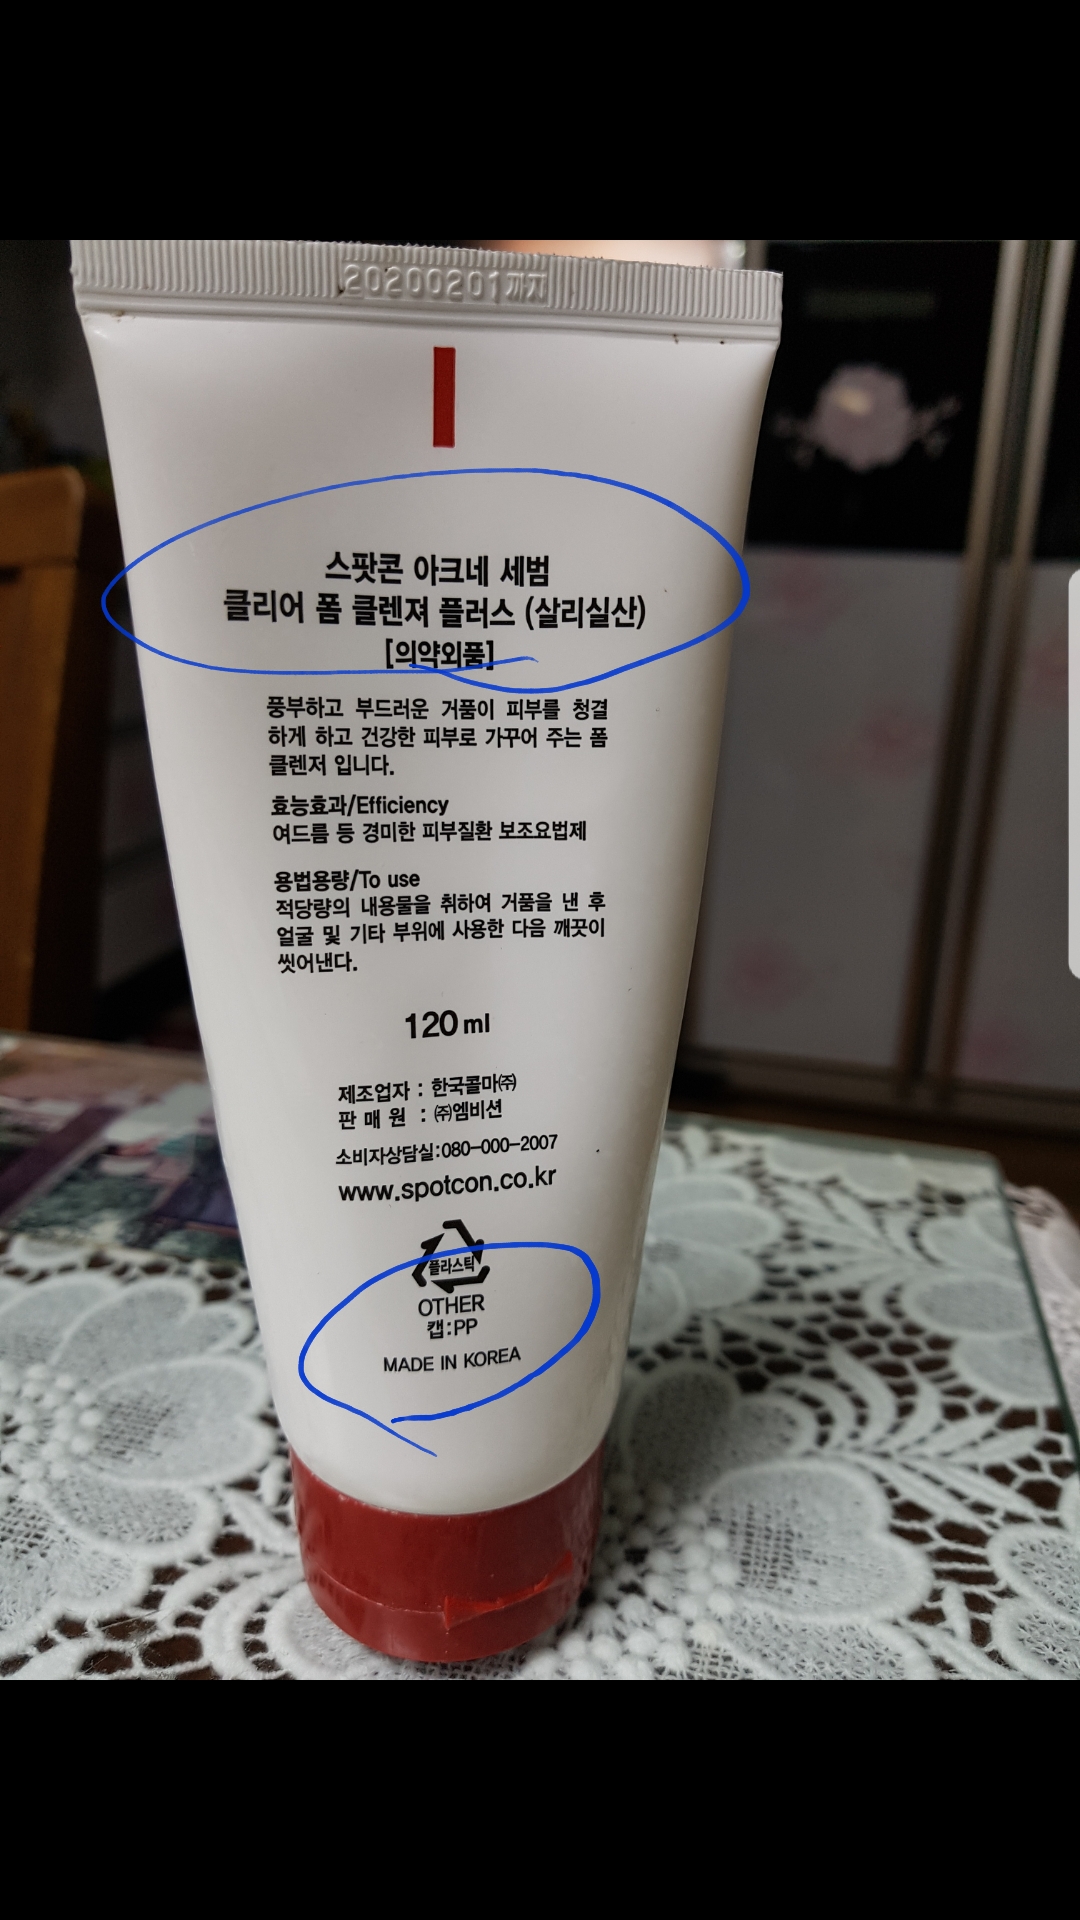 20200201까지
스팟콘 아크네 세범
클리어 폼 클렌져 플러스 (살리실산)
[의약외품]
풍부하고 부드러운 거품이 피부를 청결
하게 하고 건강한 피부로 가꾸어 주는 폼
클렌저 입니다.
효능효과/Efficiency
여드름 등 경미한 피부질환 보조요법제
용법용량/To use
적당량의 내용물을 취하여 거품을 낸 후
얼굴 및 기타 부위에 사용한 다음 깨끗이
씻어낸다.
120 ml
제조업자 : 한국콜마㈜
판 매 원 : ㈜엠비션
소비자상담실:080-000-2007
www.spotcon.co.kr
플라스틱
OTHER
캡:PP
MADE IN KOREA